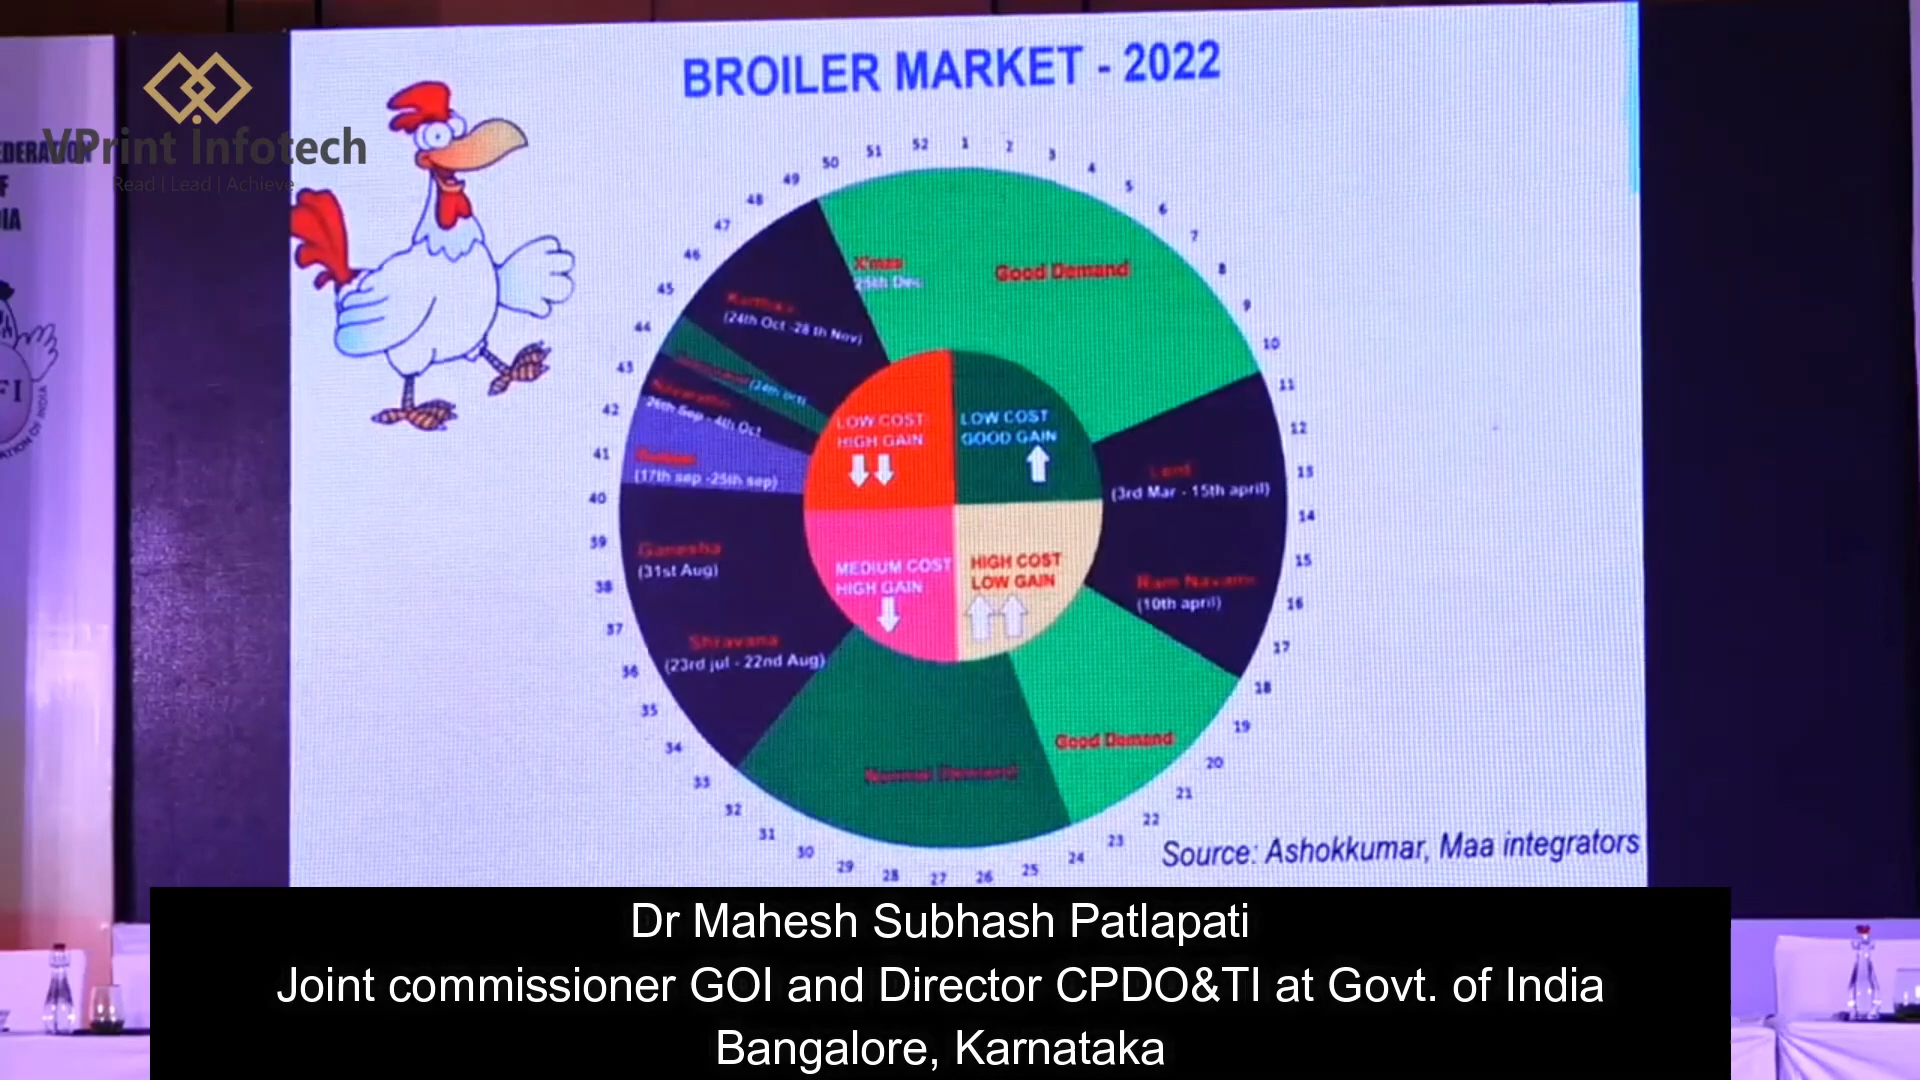 BROILER MARKET - 2022
VPrint Infotech
Read | Lead | Achieve
FI
50 51 52 1 2 3 4 5 6 7 8 9 10 11 12 13 14 15 16 17 18 19 20 21 22 23 24 25 26 27 28 29 30 31 32 33 34 35 36 37 38 39 40 41 42 43 44 45 46 47 48 49
X'mas
25th Dec
Good Demand
(24th Oct -28 th Nov)
(24th oct)
26th Sep - 4th Oct
(17th sep -25th sep)
Ganesha
(31st Aug)
Shravana
(23rd jul - 22nd Aug)
LOW COST
HIGH GAIN
LOW COST
GOOD GAIN
MEDIUM COST
HIGH GAIN
HIGH COST
LOW GAIN
Lent
(3rd Mar - 15th april)
Ram Navami
(10th april)
Good Demand
Normal Demand
Source: Ashokkumar, Maa integrators
Dr Mahesh Subhash Patlapati
Joint commissioner GOI and Director CPDO&TI at Govt. of India
Bangalore, Karnataka